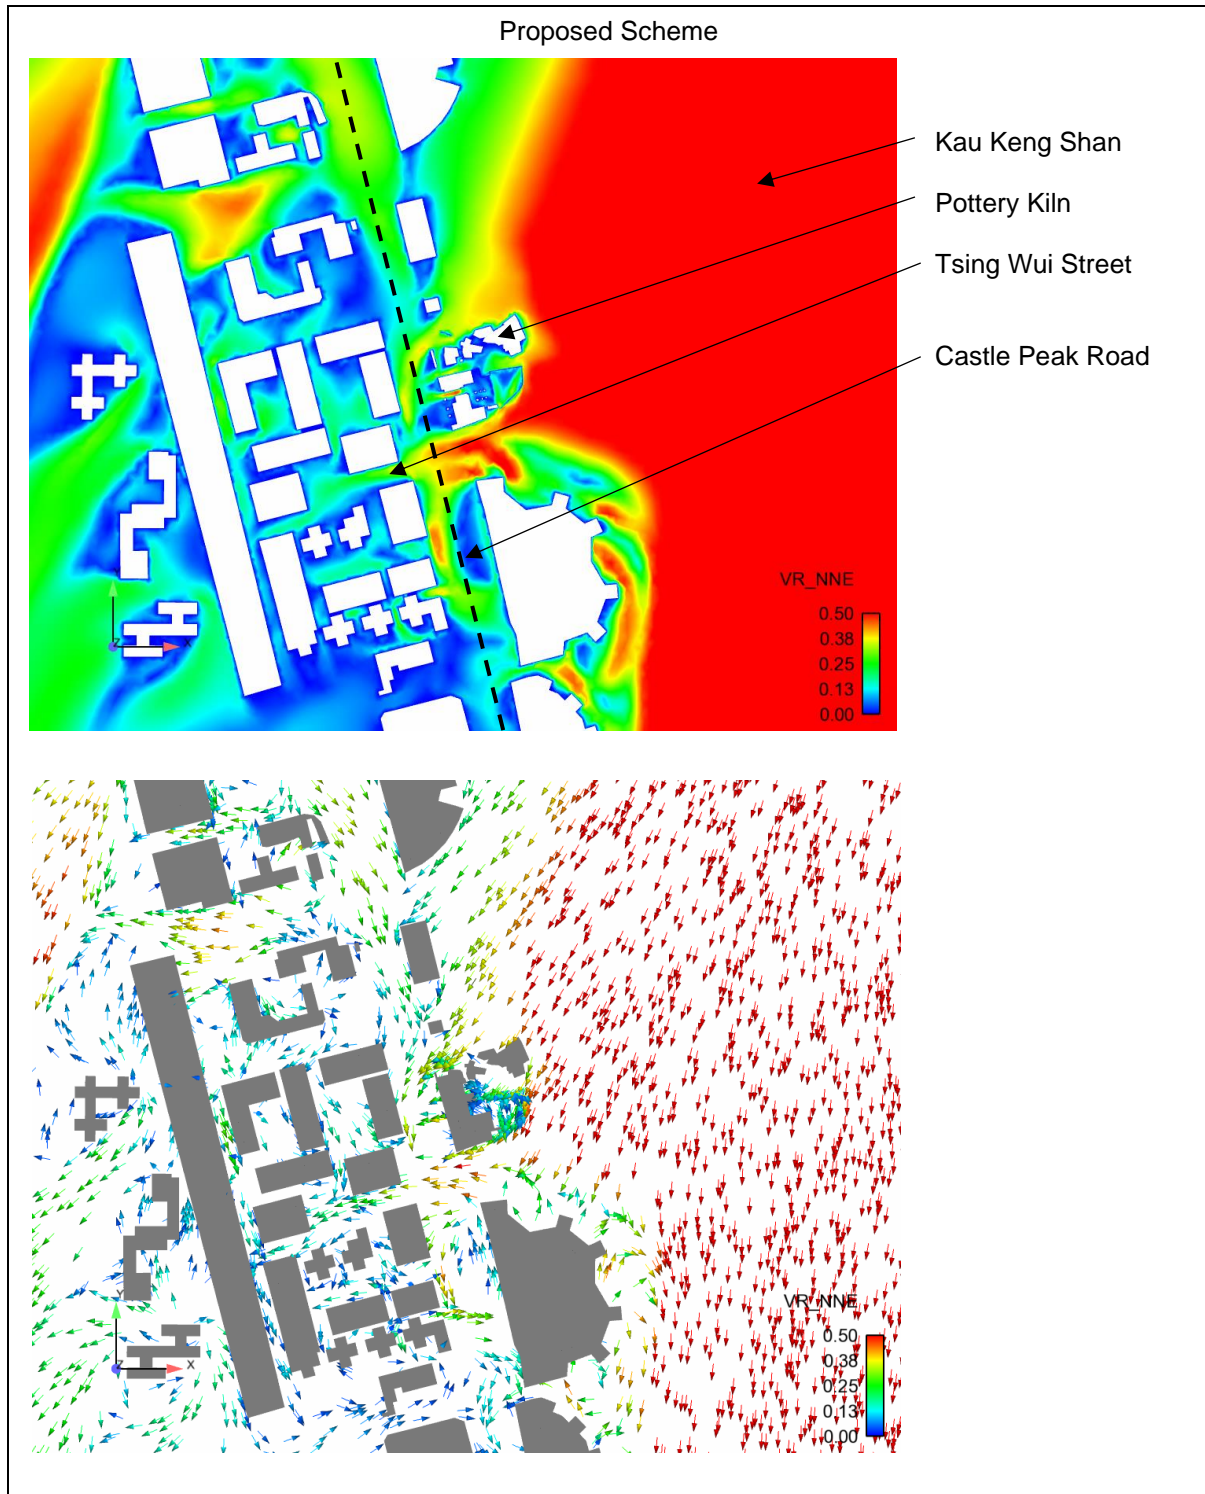 Proposed Scheme
Kau Keng Shan
Pottery Kiln
Tsing Wui Street
Castle Peak Road
VR_NNE
0.50
0.38
0.25
0.13
0.00
Z
X
VR_NNE
0.50
0.38
0.25
0.13
0.00
Y
Z
X